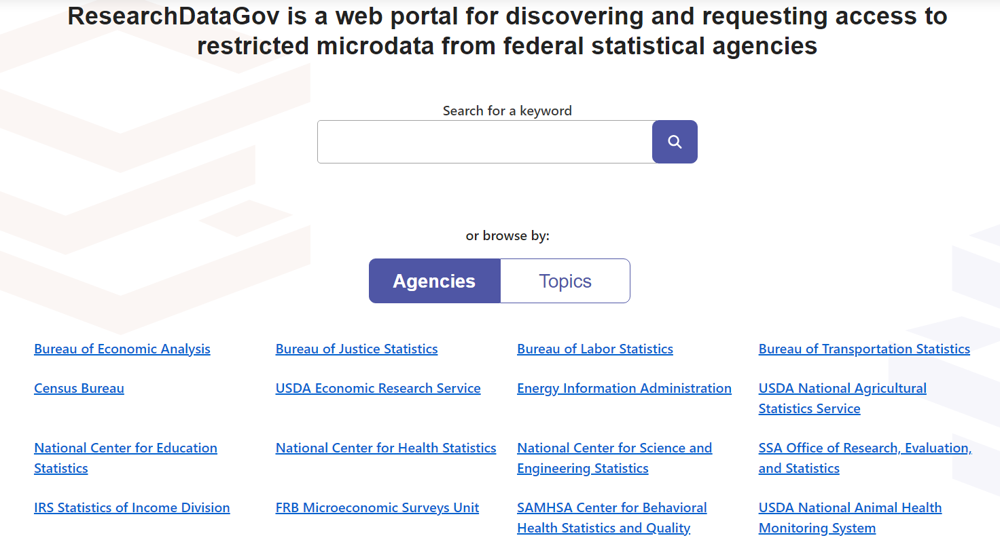 ResearchDataGov is a web portal for discovering and requesting access to
restricted microdata from federal statistical agencies
Search for a keyword
or browse by:
Agencies
Topics
Bureau of Economic Analysis
Bureau of Justice Statistics
Bureau of Labor Statistics
Bureau of Transportation Statistics
Census Bureau
USDA Economic Research Service
Energy Information Administration
USDA National Agricultural
Statistics Service
National Center for Education
Statistics
National Center for Health Statistics
National Center for Science and
Engineering Statistics
SSA Office of Research, Evaluation,
and Statistics
IRS Statistics of Income Division
FRB Microeconomic Surveys Unit
SAMHSA Center for Behavioral
Health Statistics and Quality
USDA National Animal Health
Monitoring System